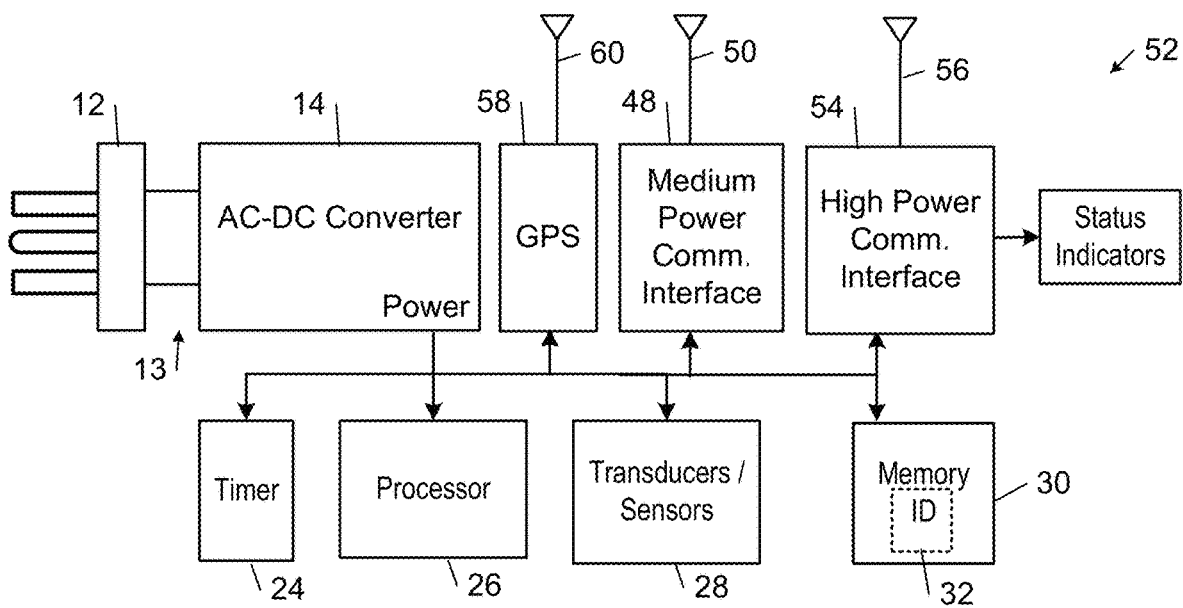 60
50
56
52
12
14
58
48
54
AC-DC Converter
Power
GPS
Medium
Power
Comm.
Interface
High Power
Comm.
Interface
Status
Indicators
13
Timer
Processor
Transducers /
Sensors
Memory
ID
30
24
26
28
32